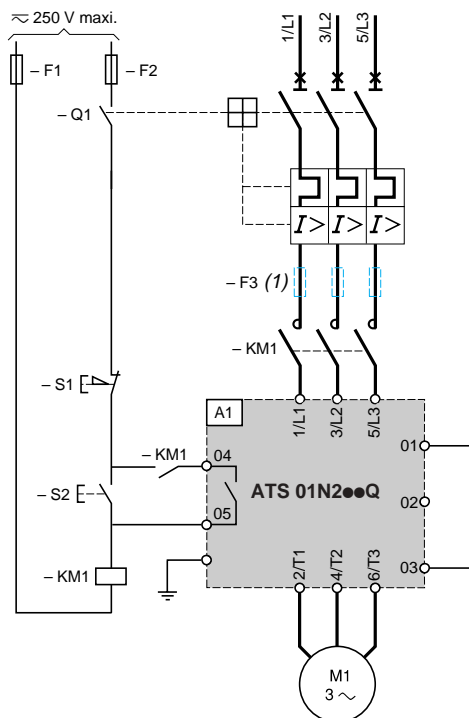 ⎓ 250 V maxi.
– F1
– F2
– Q1
1/L1
3/L2
5/L3
I>
I>
I>
– F3 (1)
– KM1
– S1
A1
1/L1
3/L2
5/L3
– KM1
04
01
ATS 01N2●●Q
– S2
02
05
– KM1
03
2/T1
4/T2
6/T3
M1
3 ~